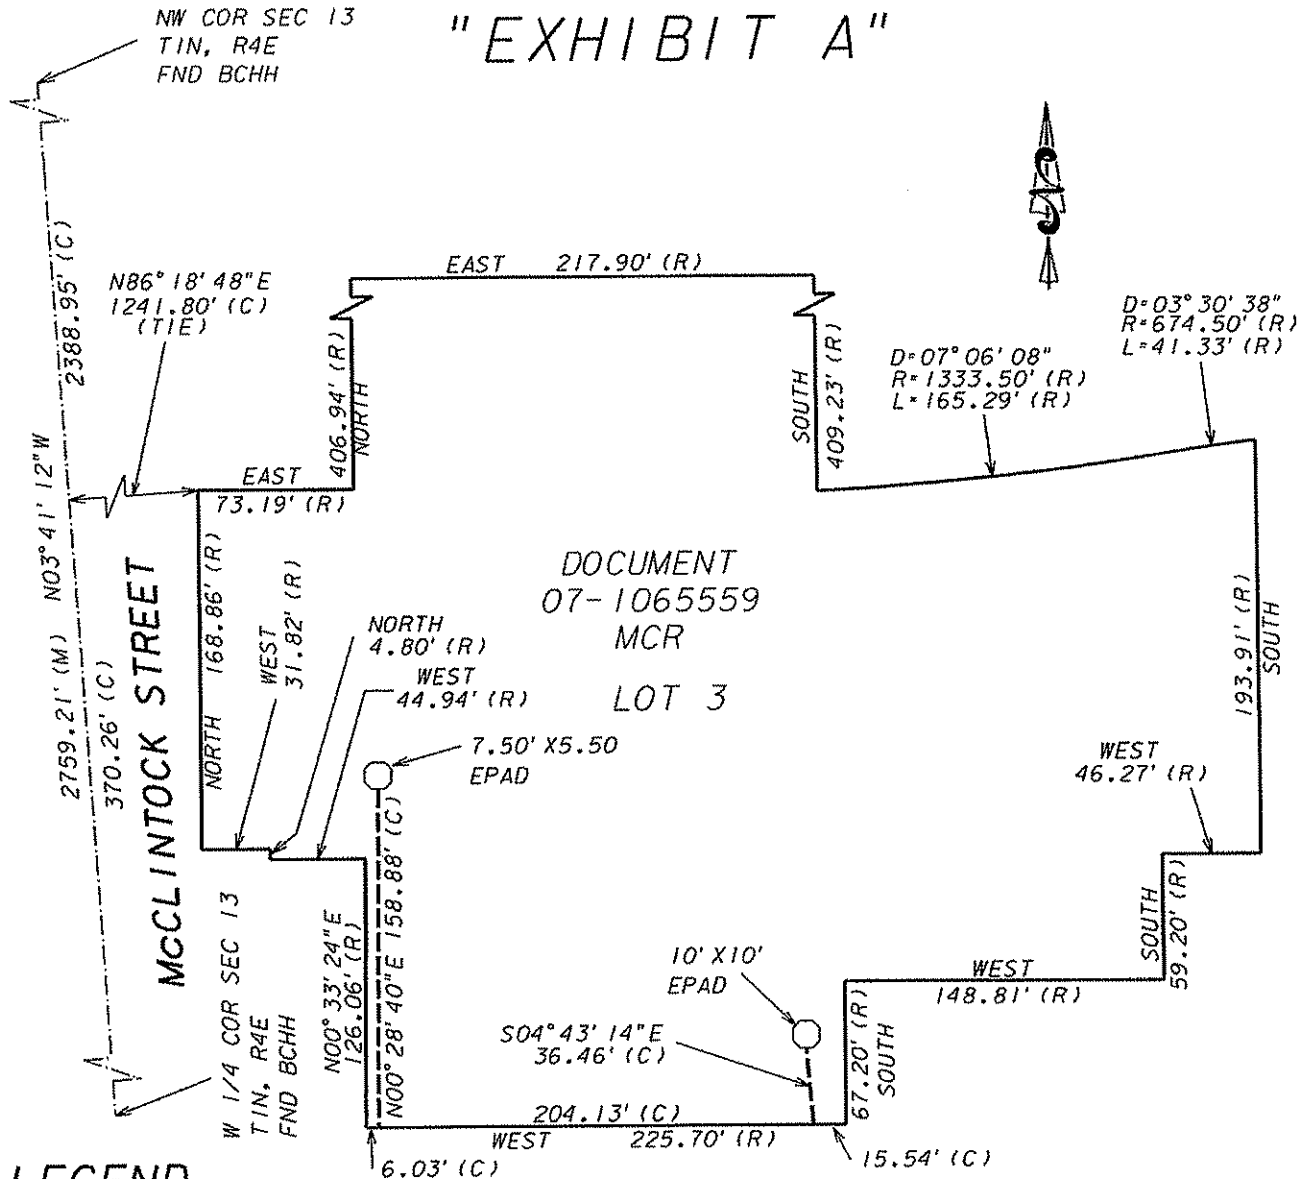 NW COR SEC 13
T1N, R4E
FND BCHH
"EXHIBIT A"
EAST 217.90' (R)
N86°18'48"E
1241.80' (C)
(TIE)
2388.95' (C)
406.94' (R)
NORTH
SOUTH
409.23' (R)
D=07°06'08"
R=1333.50' (R)
L=165.29' (R)
D=03°30'38"
R=674.50' (R)
L=41.33' (R)
EAST
73.19' (R)
2759.21' (M) N03°41'12"W
370.26' (C)
McCLINTOCK STREET
NORTH 168.86' (R)
WEST
31.82' (R)
NORTH
4.80' (R)
WEST
44.94' (R)
DOCUMENT
07-1065559
MCR
LOT 3
193.91' (R)
SOUTH
7.50' X5.50
EPAD
WEST
46.27' (R)
W 1/4 COR SEC 13
T1N, R4E
FND BCHH
N00°33'24"E
126.06' (R)
N00°28'40"E 158.88' (C)
10' X10'
EPAD
S04°43'14"E
36.46' (C)
SOUTH
59.20' (R)
WEST
148.81' (R)
67.20' (R)
SOUTH
204.13' (C)
WEST 225.70' (R)
6.03' (C)
15.54' (C)
LEGEND